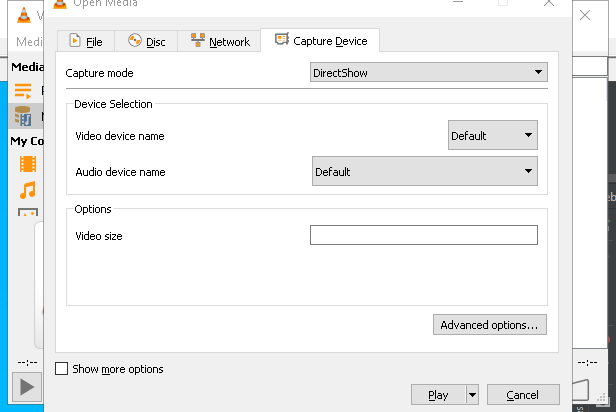 Open Media
V
Medi
File
Disc
Network
Capture Device
Media
Capture mode
DirectShow
Device Selection
Video device name
Default
My Co
Audio device name
Default
Options
Video size
Advanced options...
--:--
--:--
Show more options
Play
Cancel